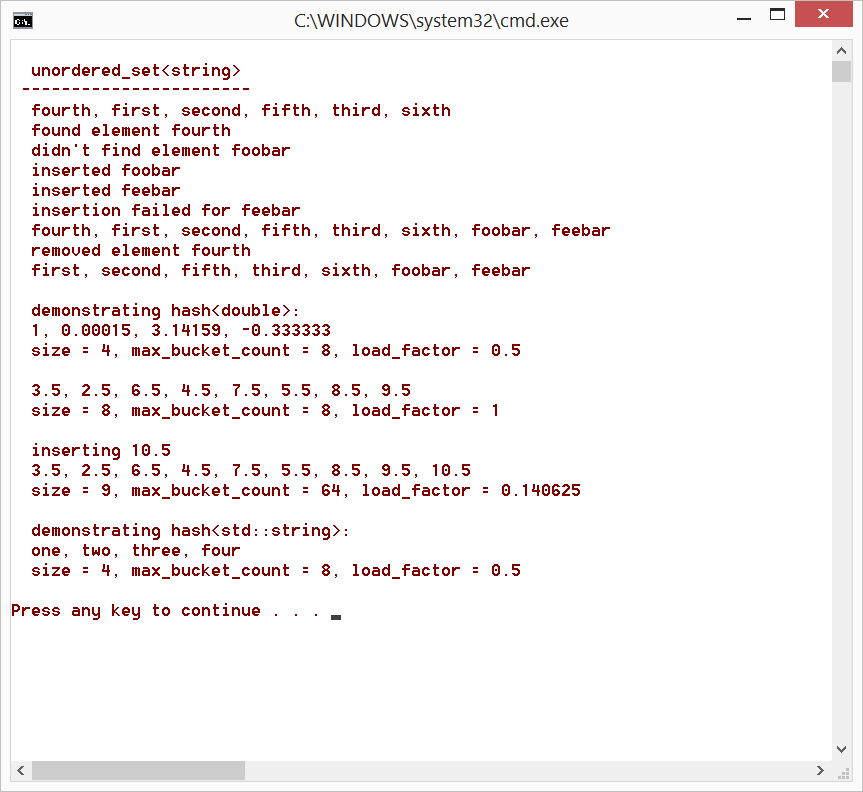 C:\WINDOWS\system32\cmd.exe
unordered_set<string>
-----------------------
fourth, first, second, fifth, third, sixth
found element fourth
didn't find element foobar
inserted foobar
inserted feebar
insertion failed for feebar
fourth, first, second, fifth, third, sixth, foobar, feebar
removed element fourth
first, second, fifth, third, sixth, foobar, feebar
demonstrating hash<double>:
1, 0.00015, 3.14159, -0.333333
size = 4, max_bucket_count = 8, load_factor = 0.5
3.5, 2.5, 6.5, 4.5, 7.5, 5.5, 8.5, 9.5
size = 8, max_bucket_count = 8, load_factor = 1
inserting 10.5
3.5, 2.5, 6.5, 4.5, 7.5, 5.5, 8.5, 9.5, 10.5
size = 9, max_bucket_count = 64, load_factor = 0.140625
demonstrating hash<std::string>:
one, two, three, four
size = 4, max_bucket_count = 8, load_factor = 0.5
Press any key to continue . . .